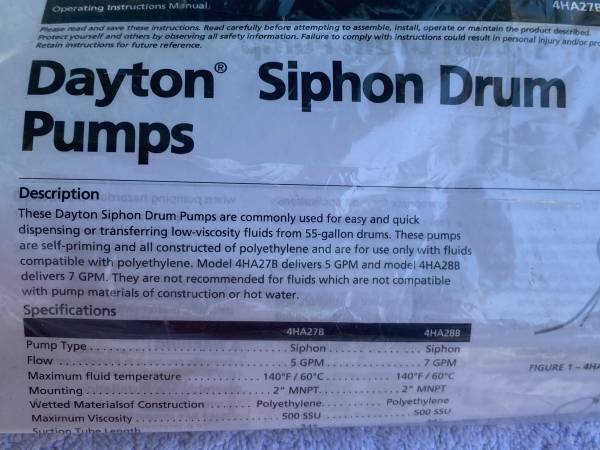 Operating Instructions Manual
4HA27B
Please read and save these instructions. Read carefully before attempting to assemble, install, operate or maintain the product described.
Protect yourself and others by observing all safety information. Failure to comply with instructions could result in personal injury and/or pro
Retain instructions for future reference.
Dayton® Siphon Drum
Pumps
Description
These Dayton Siphon Drum Pumps are commonly used for easy and quick
dispensing or transferring low-viscosity fluids from 55-gallon drums. These pumps
are self-priming and all constructed of polyethylene and are for use only with fluids
compatible with polyethylene. Model 4HA27B delivers 5 GPM and model 4HA28B
delivers 7 GPM. They are not recommended for fluids which are not compatible
with pump materials of construction or hot water.
Specifications
4HA27B 4HA28B
Pump Type Siphon Siphon
Flow 5 GPM 7 GPM
Maximum fluid temperature 140°F / 60°C 140°F / 60°C
Mounting 2" MNPT 2" MNPT
Wetted Materialsof Construction Polyethylene Polyethylene
Maximum Viscosity 500 SSU 500 SSU
Suction Tube Length
FIGURE 1 – 4HA